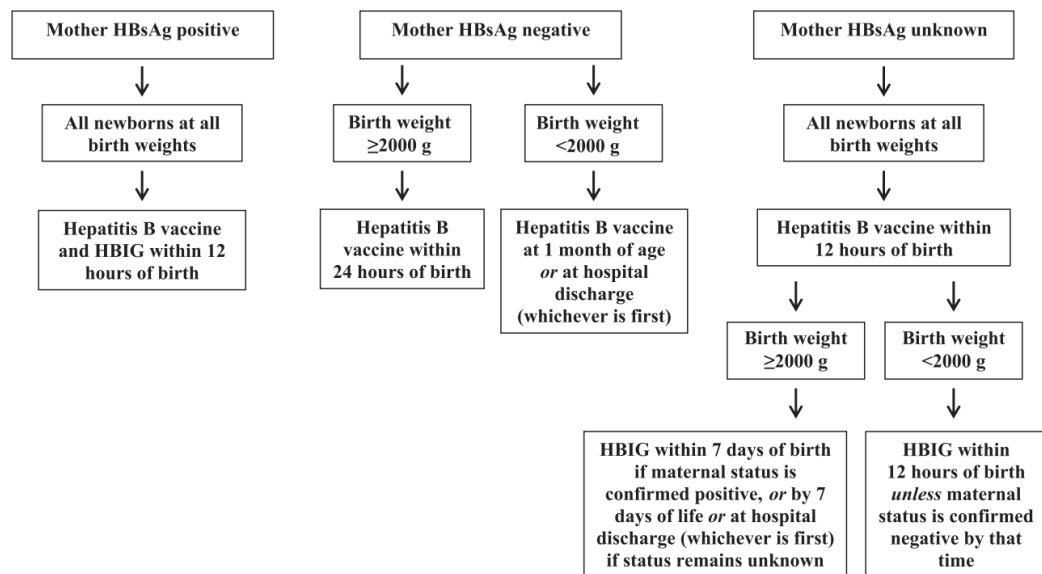 Mother HBsAg positive
All newborns at all
birth weights
Hepatitis B vaccine
and HBIG within 12
hours of birth
Mother HBsAg negative
Birth weight
≥2000 g
Hepatitis B
vaccine within
24 hours of birth
Birth weight
<2000 g
Hepatitis B vaccine
at 1 month of age
or at hospital
discharge
(whichever is first)
Mother HBsAg unknown
All newborns at all
birth weights
Hepatitis B vaccine within
12 hours of birth
Birth weight
≥2000 g
HBIG within 7 days of birth
if maternal status is
confirmed positive, or by 7
days of life or at hospital
discharge (whichever is first)
if status remains unknown
Birth weight
<2000 g
HBIG within
12 hours of birth
unless maternal
status is confirmed
negative by that
time